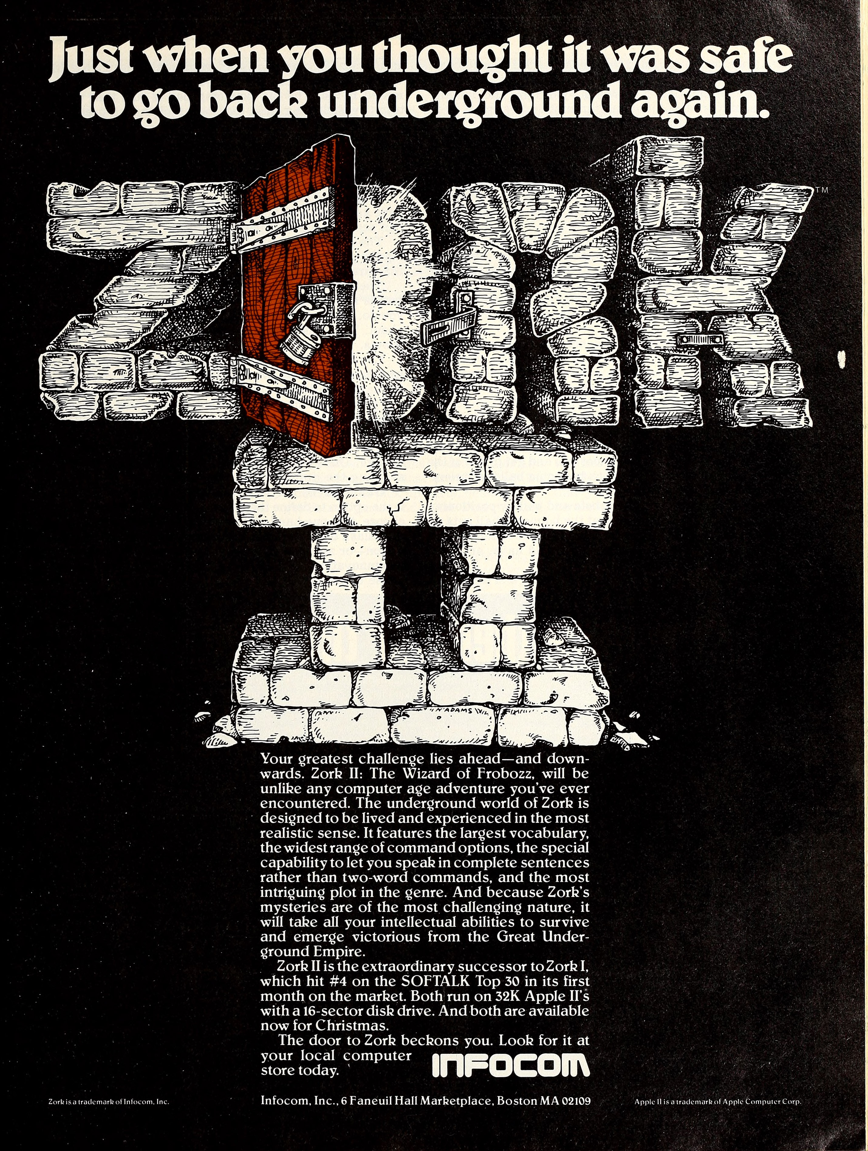 Just when you thought it was safe
to go back underground again.
ZORK
TM
II
N ADAMS
Your greatest challenge lies ahead—and down-
wards. Zork II: The Wizard of Frobozz, will be
unlike any computer age adventure you've ever
encountered. The underground world of Zork is
designed to be lived and experienced in the most
realistic sense. It features the largest vocabulary,
the widest range of command options, the special
capability to let you speak in complete sentences
rather than two-word commands, and the most
intriguing plot in the genre. And because Zork's
mysteries are of the most challenging nature, it
will take all your intellectual abilities to survive
and emerge victorious from the Great Under-
ground Empire.
Zork II is the extraordinary successor to Zork I,
which hit #4 on the SOFTALK Top 30 in its first
month on the market. Both run on 32K Apple II's
with a 16-sector disk drive. And both are available
now for Christmas.
The door to Zork beckons you. Look for it at
your local computer
store today.
INFOCOM
Zork is a trademark of Infocom, Inc.
Infocom, Inc., 6 Faneuil Hall Marketplace, Boston MA 02109
Apple II is a trademark of Apple Computer Corp.